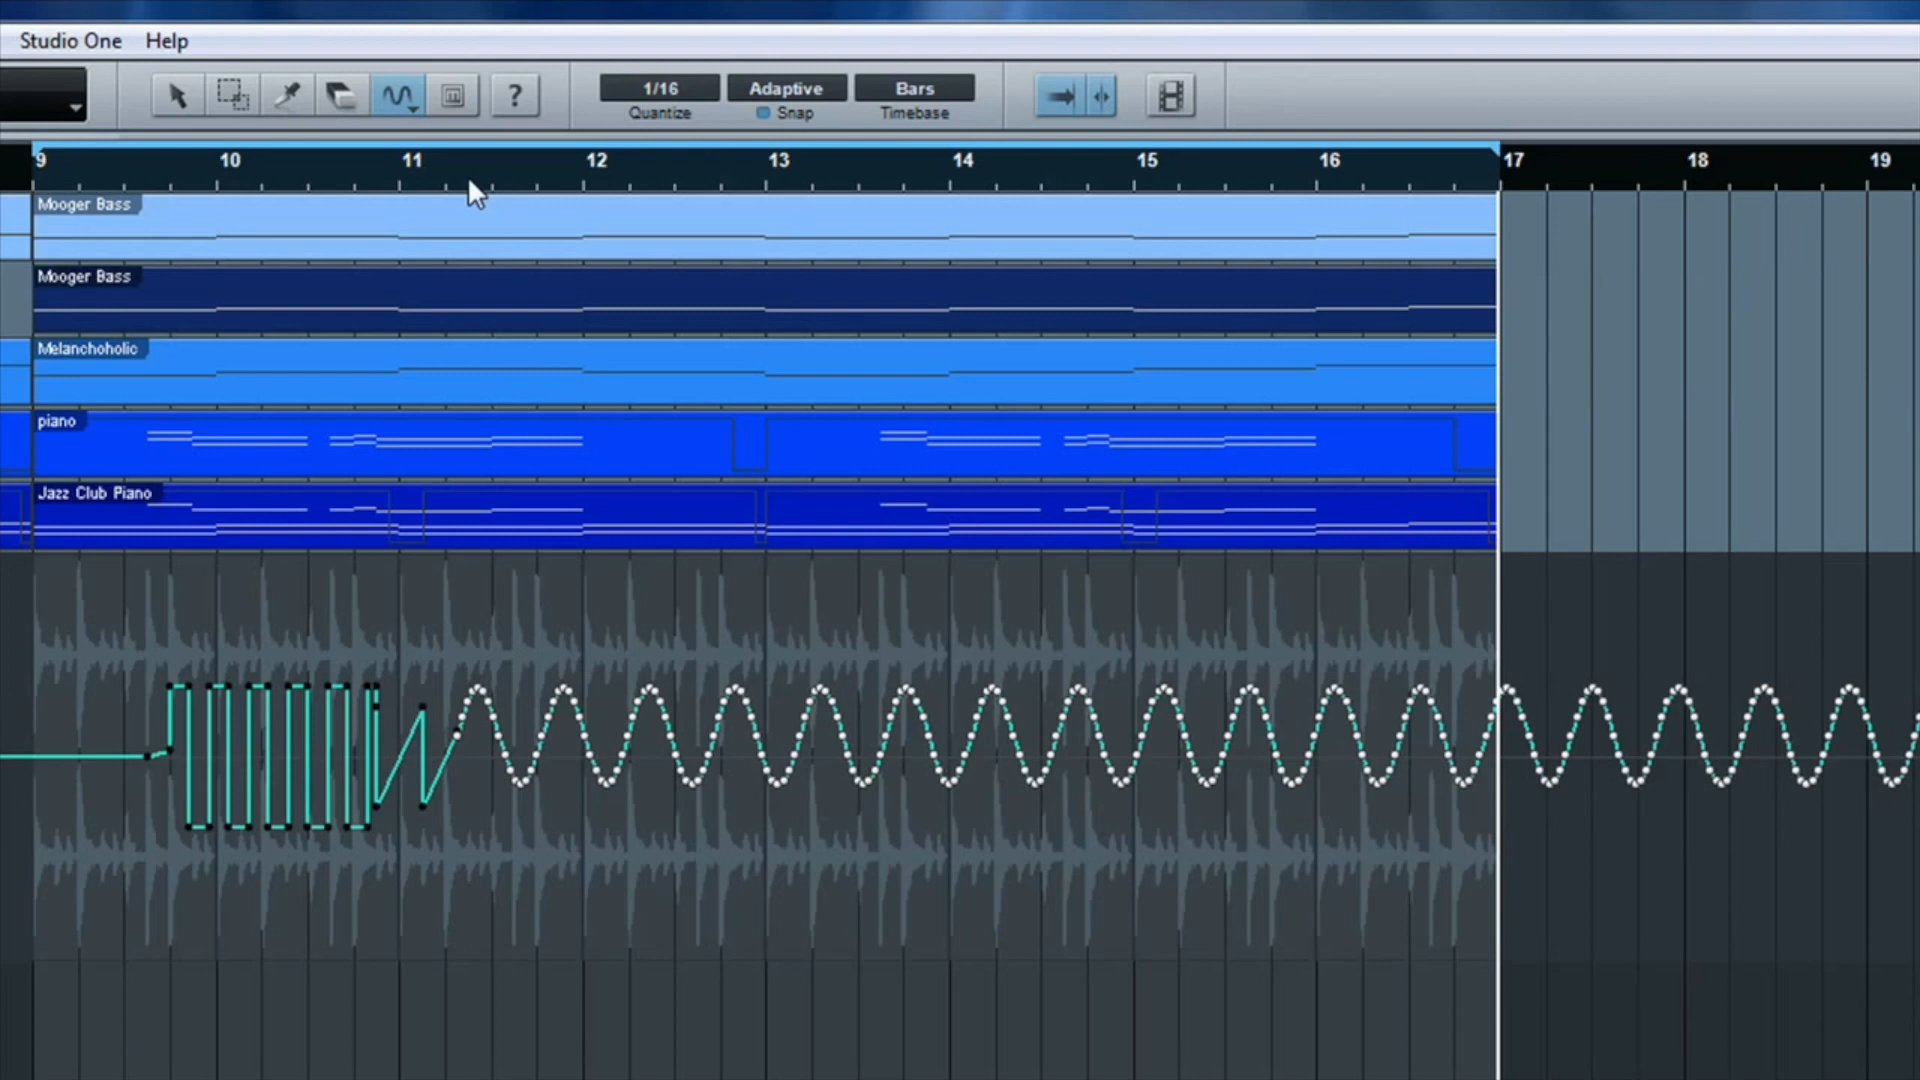 Studio One Help
?
1/16 Adaptive Bars
Quantize Snap Timebase
9 10 11 12 13 14 15 16 17 18 19
Mooger Bass
Mooger Bass
Melanchoholic
piano
Jazz Club Piano